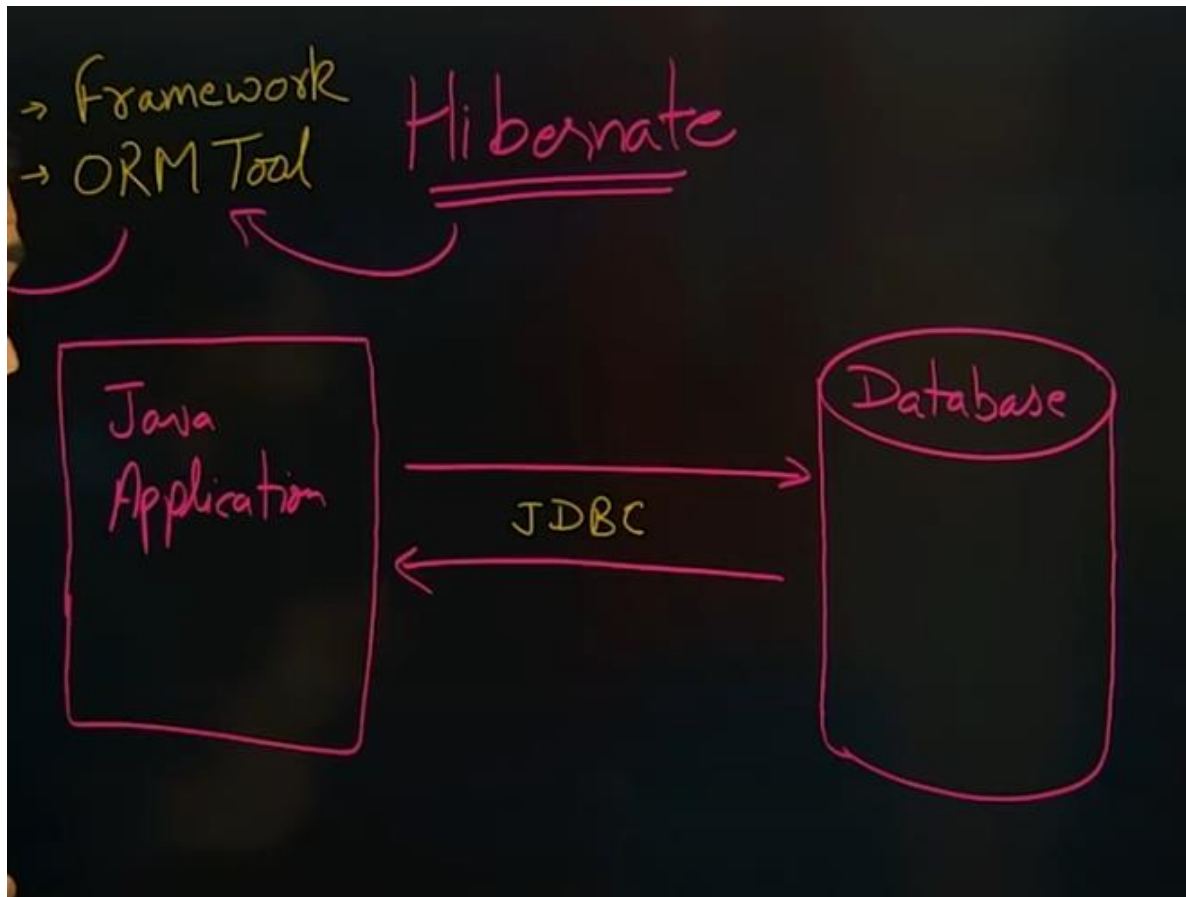 → Framework
→ ORM Tool
Hibernate
Java
Application
JDBC
Database